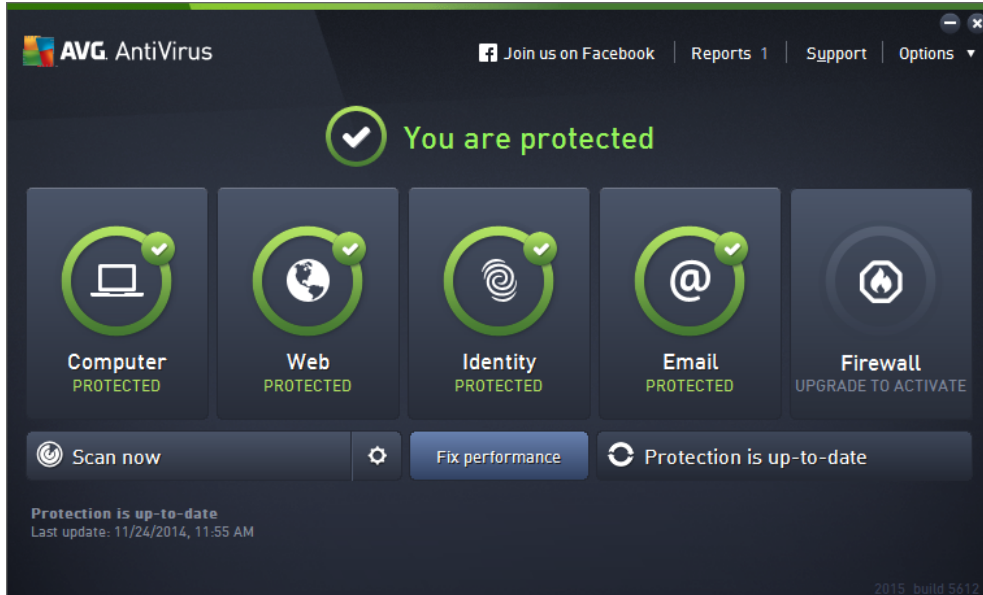 AVG. AntiVirus
Join us on Facebook Reports 1 Support Options
You are protected
Computer
PROTECTED
Web
PROTECTED
Identity
PROTECTED
@
Email
PROTECTED
Firewall
UPGRADE TO ACTIVATE
Scan now
Fix performance
Protection is up-to-date
Protection is up-to-date
Last update: 11/24/2014, 11:55 AM
2015 build 5612